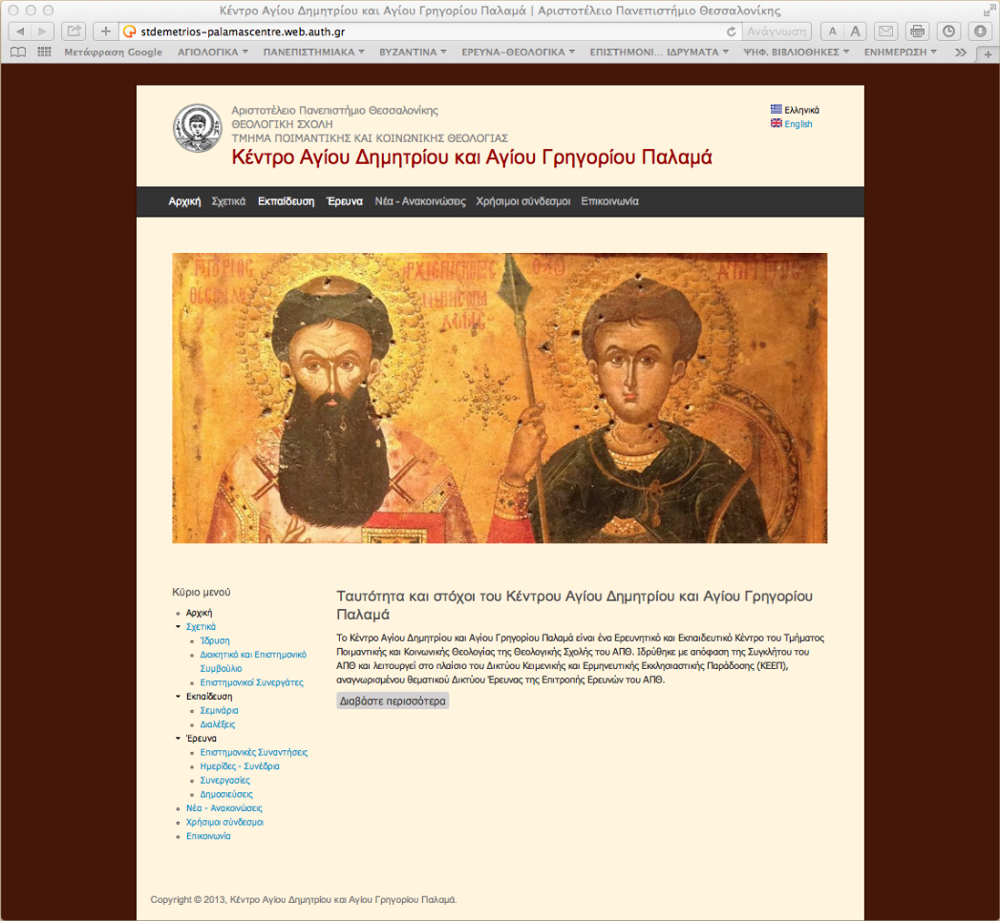 Κέντρο Αγίου Δημητρίου και Αγίου Γρηγορίου Παλαμά | Αριστοτέλειο Πανεπιστήμιο Θεσσαλονίκης
stdemetrios-palamascentre.web.auth.gr
Ανάγνωση
A A
Μετάφραση Google ΑΓΙΟΛΟΓΙΚΑ ΠΑΝΕΠΙΣΤΗΜΙΑΚΑ ΒΥΖΑΝΤΙΝΑ ΕΡΕΥΝΑ-ΘΕΟΛΟΓΙΚΑ ΕΠΙΣΤΗΜΟΝΙ... ΙΔΡΥΜΑΤΑ ΨΗΦ. ΒΙΒΛΙΟΘΗΚΕΣ ΕΝΗΜΕΡΩΣΗ
Αριστοτέλειο Πανεπιστήμιο Θεσσαλονίκης
ΘΕΟΛΟΓΙΚΗ ΣΧΟΛΗ
ΤΜΗΜΑ ΠΟΙΜΑΝΤΙΚΗΣ ΚΑΙ ΚΟΙΝΩΝΙΚΗΣ ΘΕΟΛΟΓΙΑΣ
Κέντρο Αγίου Δημητρίου και Αγίου Γρηγορίου Παλαμά
Ελληνικά
English
Αρχική Σχετικά Εκπαίδευση Έρευνα Νέα - Ανακοινώσεις Χρήσιμοι σύνδεσμοι Επικοινωνία
Κύριο μενού
Αρχική
Σχετικά
Ίδρυση
Διοικητικό και Επιστημονικό
Συμβούλιο
Επιστημονικοί Συνεργάτες
Εκπαίδευση
Σεμινάρια
Διαλέξεις
Έρευνα
Επιστημονικές Συναντήσεις
Ημερίδες - Συνέδρια
Συνεργασίες
Δημοσιεύσεις
Νέα - Ανακοινώσεις
Χρήσιμοι σύνδεσμοι
Επικοινωνία
Ταυτότητα και στόχοι του Κέντρου Αγίου Δημητρίου και Αγίου Γρηγορίου
Παλαμά
Το Κέντρο Αγίου Δημητρίου και Αγίου Γρηγορίου Παλαμά είναι ένα Ερευνητικό και Εκπαιδευτικό Κέντρο του Τμήματος
Ποιμαντικής και Κοινωνικής Θεολογίας της Θεολογικής Σχολής του ΑΠΘ. Ιδρύθηκε με απόφαση της Συγκλήτου του
ΑΠΘ και λειτουργεί στο πλαίσιο του Δικτύου Κειμενικής και Ερμηνευτικής Εκκλησιαστικής Παράδοσης (ΚΕΕΠ),
αναγνωρισμένου θεματικού Δικτύου Έρευνας της Επιτροπής Ερευνών του ΑΠΘ.
Διαβάστε περισσότερα
Copyright © 2013, Κέντρο Αγίου Δημητρίου και Αγίου Γρηγορίου Παλαμά.